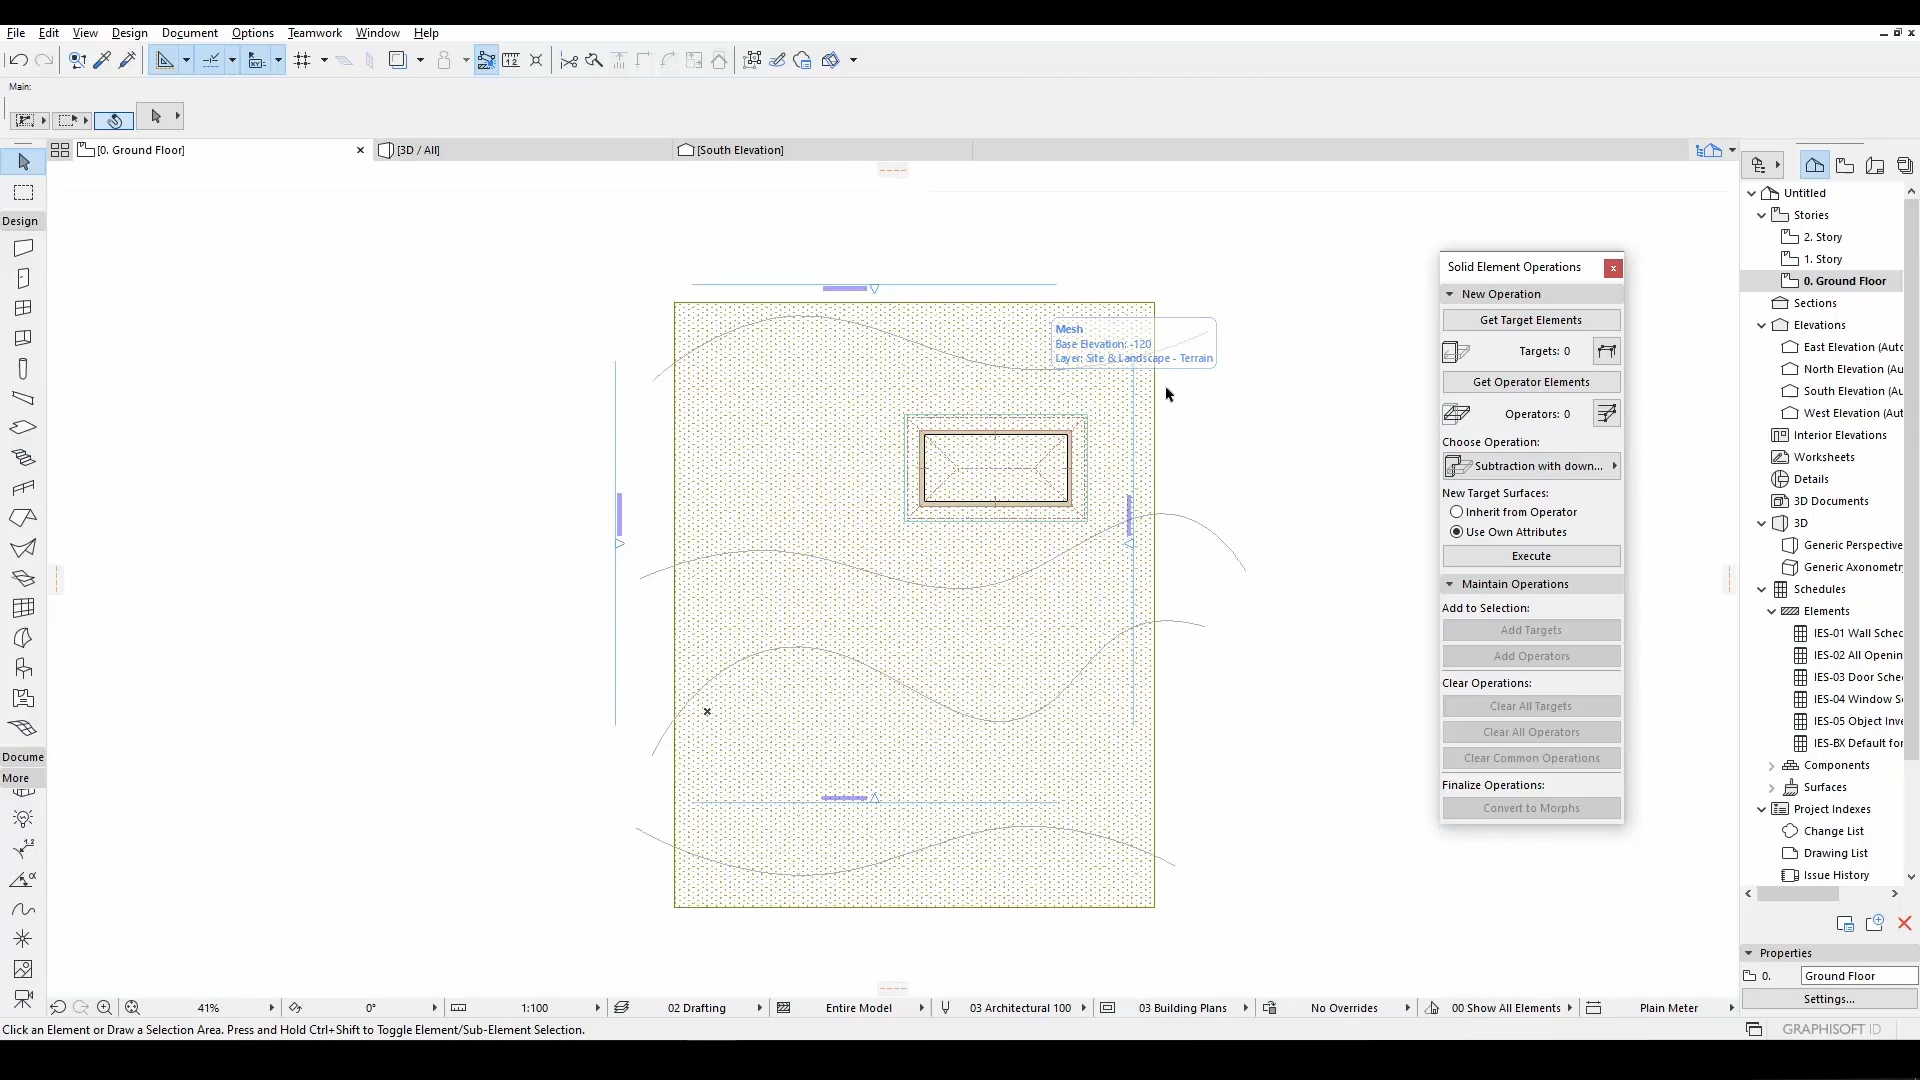 File Edit View Design Document Options Teamwork Window Help
Main:
[0. Ground Floor]
[3D / All]
[South Elevation]
Design
Docume
More
Mesh
Base Elevation: -120
Layer: Site & Landscape - Terrain
Solid Element Operations
New Operation
Get Target Elements
Targets: 0
Get Operator Elements
Operators: 0
Choose Operation:
Subtraction with down...
New Target Surfaces:
Inherit from Operator
Use Own Attributes
Execute
Maintain Operations
Add to Selection:
Add Targets
Add Operators
Clear Operations:
Clear All Targets
Clear All Operators
Clear Common Operations
Finalize Operations:
Convert to Morphs
Untitled
Stories
2. Story
1. Story
0. Ground Floor
Sections
Elevations
East Elevation (Auto
North Elevation (Au
South Elevation (Aut
West Elevation (Aut
Interior Elevations
Worksheets
Details
3D Documents
3D
Generic Perspective
Generic Axonometry
Schedules
Elements
IES-01 Wall Sched
IES-02 All Openin
IES-03 Door Sche
IES-04 Window S
IES-05 Object Inve
IES-BX Default for
Components
Surfaces
Project Indexes
Change List
Drawing List
Issue History
Properties
0. Ground Floor
Settings...
41% 0° 1:100 02 Drafting Entire Model 03 Architectural 100 03 Building Plans No Overrides 00 Show All Elements Plain Meter
Click an Element or Draw a Selection Area. Press and Hold Ctrl+Shift to Toggle Element/Sub-Element Selection.
GRAPHISOFT ID